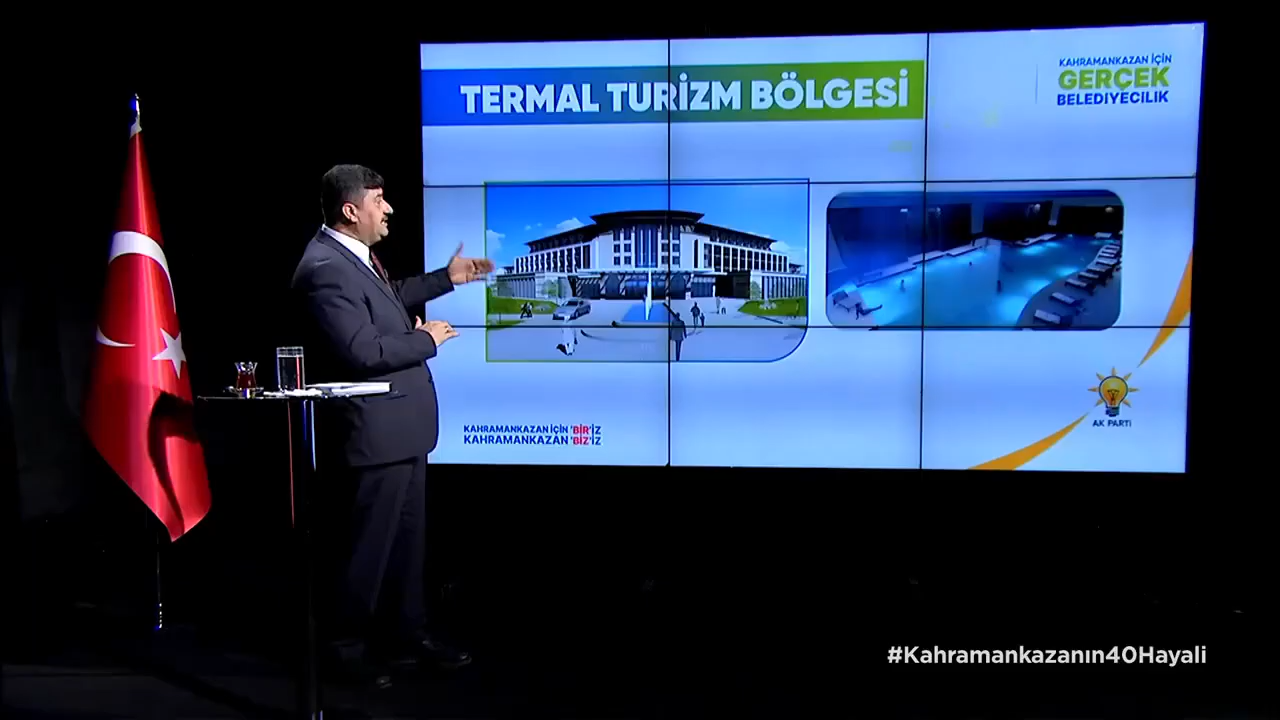 TERMAL TURİZM BÖLGESİ
KAHRAMANKAZAN İÇİN
GERÇEK
BELEDİYECİLİK
KAHRAMANKAZAN İÇİN 'BİR'İZ
KAHRAMANKAZAN 'BİZ'İZ
AK PARTİ
#Kahramankazanın40Hayali